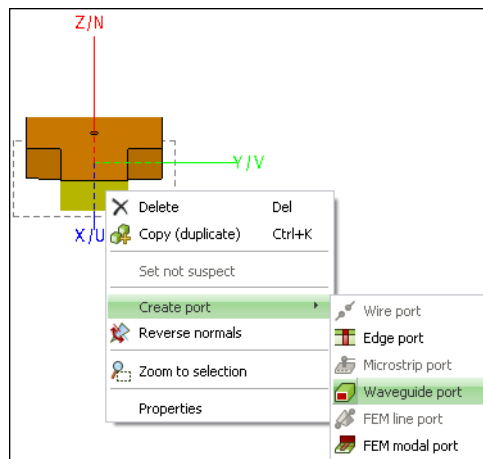 Z/N
Y/V
X/U
Delete Del
Copy (duplicate) Ctrl+K
Set not suspect
Create port
Reverse normals
Zoom to selection
Properties
Wire port
Edge port
Microstrip port
Waveguide port
FEM line port
FEM modal port